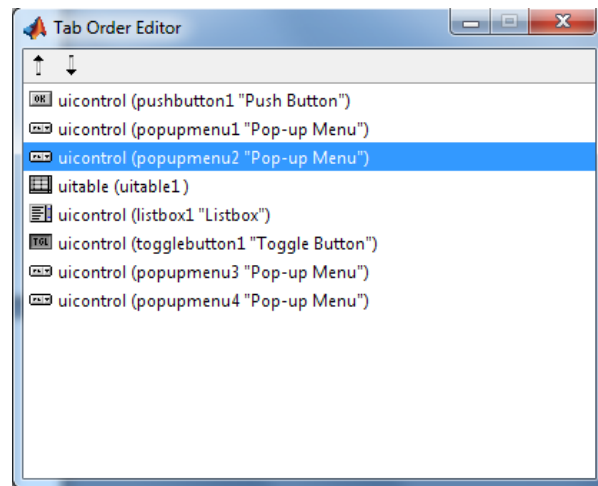 Tab Order Editor
uicontrol (pushbutton1 "Push Button")
uicontrol (popupmenu1 "Pop-up Menu")
uicontrol (popupmenu2 "Pop-up Menu")
uitable (uitable1)
uicontrol (listbox1 "Listbox")
TGL uicontrol (togglebutton1 "Toggle Button")
uicontrol (popupmenu3 "Pop-up Menu")
uicontrol (popupmenu4 "Pop-up Menu")